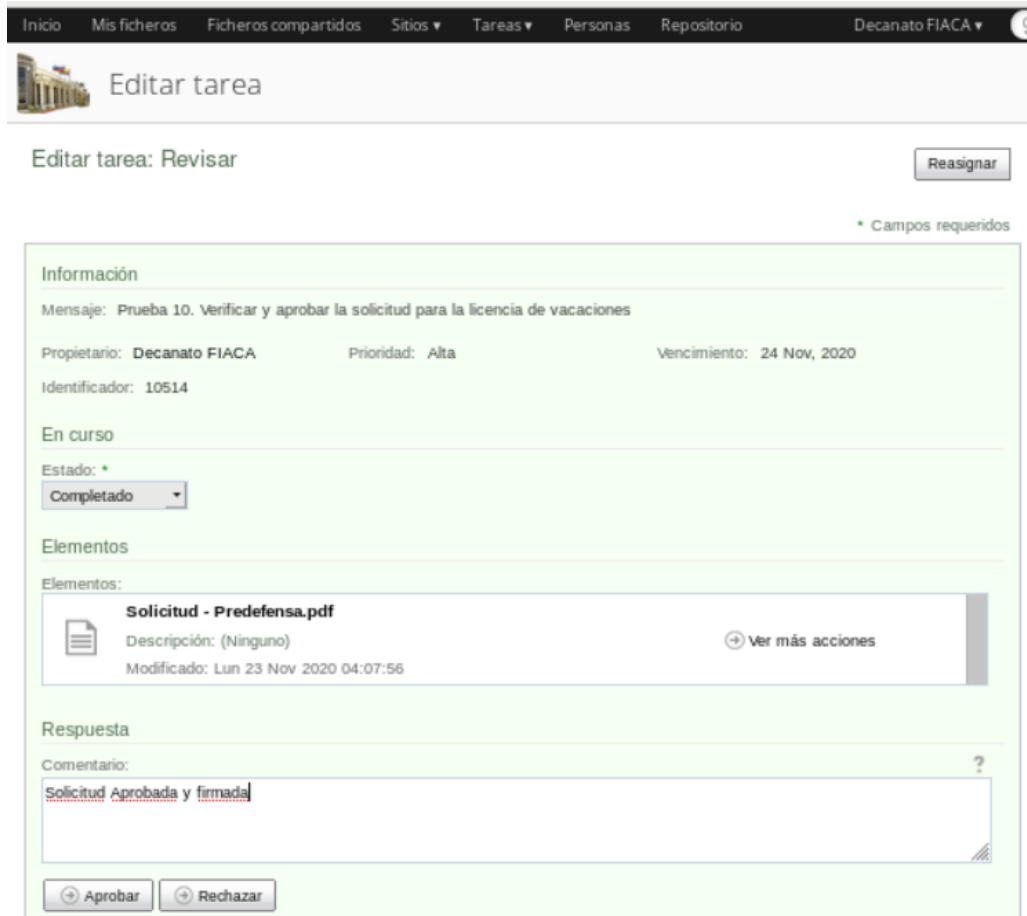 Inicio Mis ficheros Ficheros compartidos Sitios ▾ Tareas ▾ Personas Repositorio Decanato FIACA ▾
Editar tarea
Editar tarea: Revisar
Reasignar
* Campos requeridos
Información
Mensaje: Prueba 10. Verificar y aprobar la solicitud para la licencia de vacaciones
Propietario: Decanato FIACA Prioridad: Alta Vencimiento: 24 Nov, 2020
Identificador: 10514
En curso
Estado: *
Completado
Elementos
Elementos:
Solicitud - Predefensa.pdf
Descripción: (Ninguno)
Ver más acciones
Modificado: Lun 23 Nov 2020 04:07:56
Respuesta
Comentario: ?
Solicitud Aprobada y firmada
Aprobar Rechazar